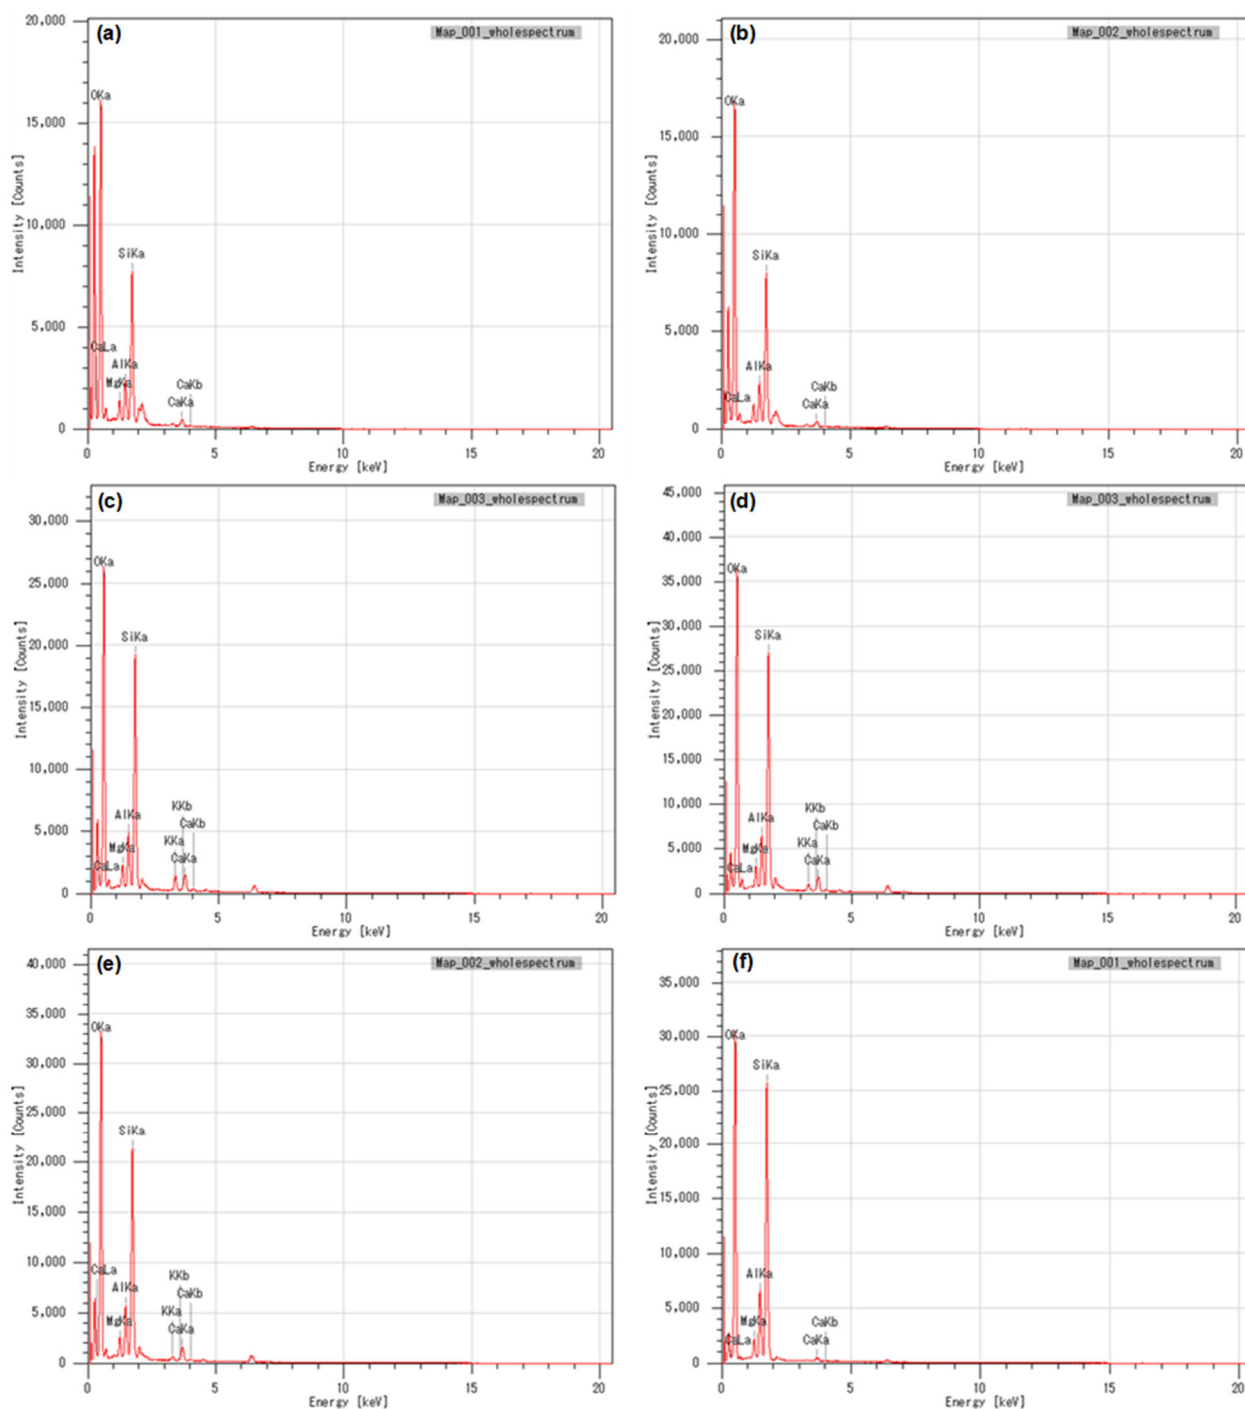 (a)
Map_001_wholespectrum
20,000
15,000
10,000
5,000
0
Intensity [Counts]
OKa
CaLa
MgKa
AlKa
SiKa
CaKa
CaKb
0 5 10 15 20
Energy [keV]
(b)
Map_002_wholespectrum
20,000
15,000
10,000
5,000
0
Intensity [Counts]
OKa
CaLa
AlKa
SiKa
CaKa
CaKb
0 5 10 15 20
Energy [keV]
(c)
Map_003_wholespectrum
30,000
25,000
20,000
15,000
10,000
5,000
0
Intensity [Counts]
OKa
CaLa
MgKa
AlKa
SiKa
KKa
KKb
CaKa
CaKb
0 5 10 15 20
Energy [keV]
(d)
Map_003_wholespectrum
45,000
40,000
35,000
30,000
25,000
20,000
15,000
10,000
5,000
0
Intensity [Counts]
OKa
CaLa
MgKa
AlKa
SiKa
KKa
KKb
CaKa
CaKb
0 5 10 15 20
Energy [keV]
(e)
Map_002_wholespectrum
40,000
35,000
30,000
25,000
20,000
15,000
10,000
5,000
0
Intensity [Counts]
OKa
CaLa
MgKa
AlKa
SiKa
KKa
KKb
CaKa
CaKb
0 5 10 15 20
Energy [keV]
(f)
Map_001_wholespectrum
35,000
30,000
25,000
20,000
15,000
10,000
5,000
0
Intensity [Counts]
OKa
CaLa
MgKa
AlKa
SiKa
CaKa
CaKb
0 5 10 15 20
Energy [keV]